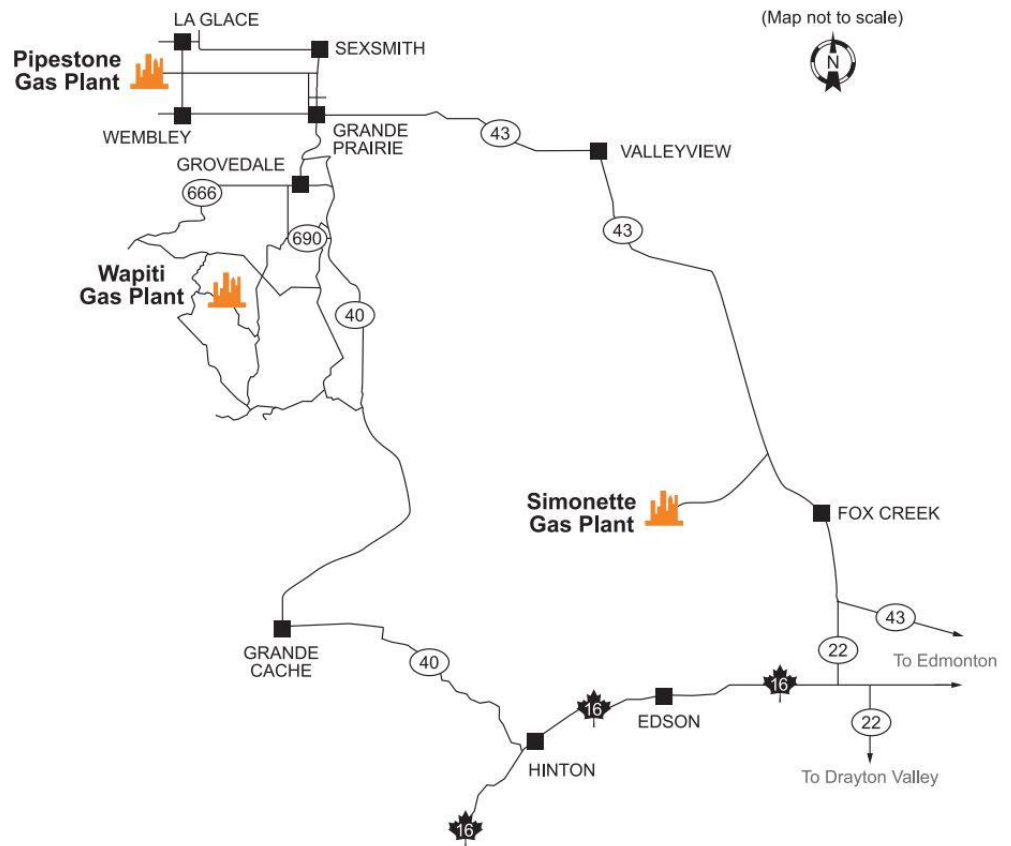 LA GLACE
(Map not to scale)
N
SEXSMITH
Pipestone
Gas Plant
WEMBLEY
GRANDE
PRAIRIE
43
VALLEYVIEW
GROVEDALE
666
43
690
Wapiti
Gas Plant
40
Simonette
Gas Plant
FOX CREEK
43
GRANDE
CACHE
40
22
To Edmonton
16
16
EDSON
22
HINTON
To Drayton Valley
16